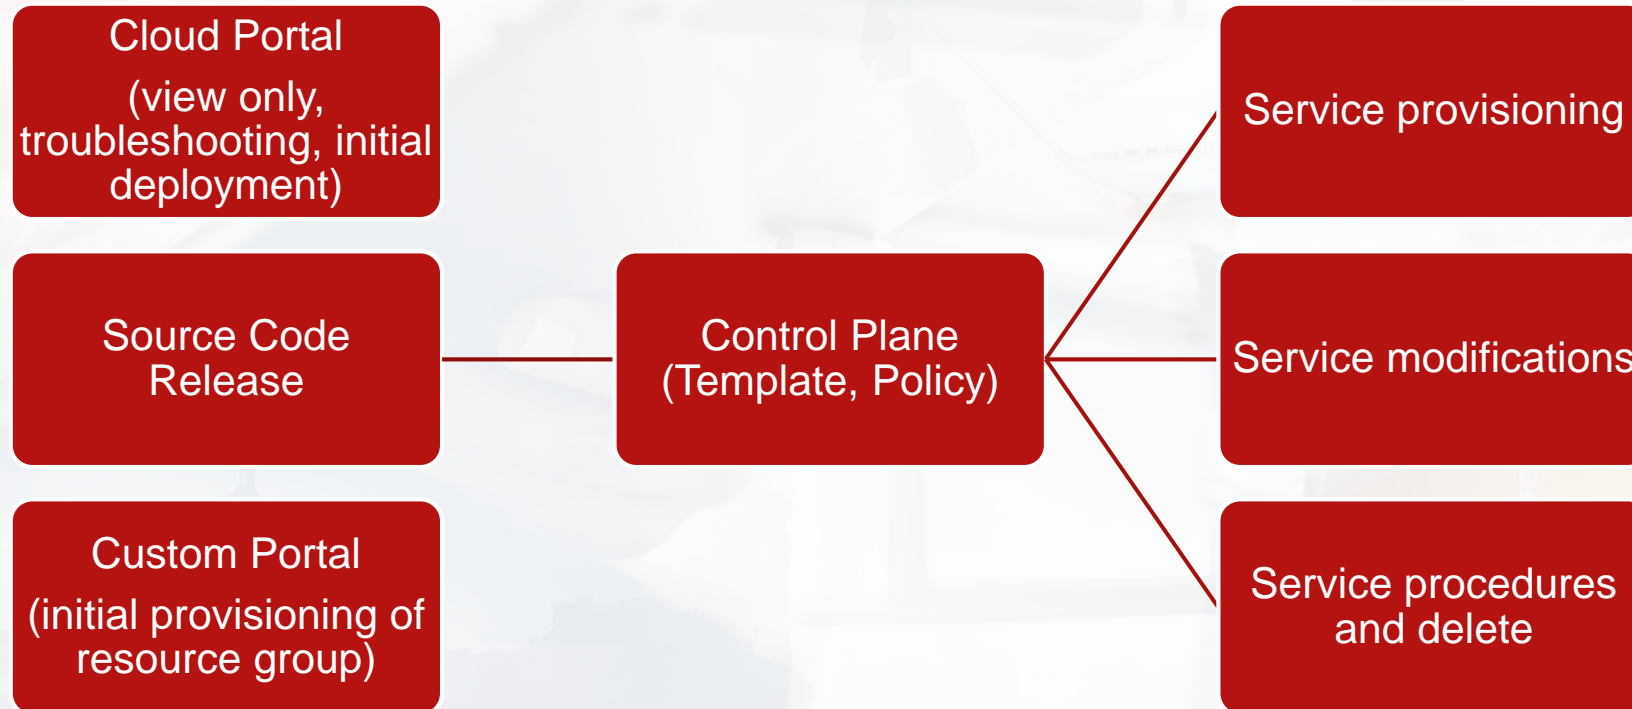 Cloud Portal
(view only,
troubleshooting, initial
deployment)
Source Code
Release
Custom Portal
(initial provisioning of
resource group)
Control Plane
(Template, Policy)
Service provisioning
Service modifications
Service procedures
and delete